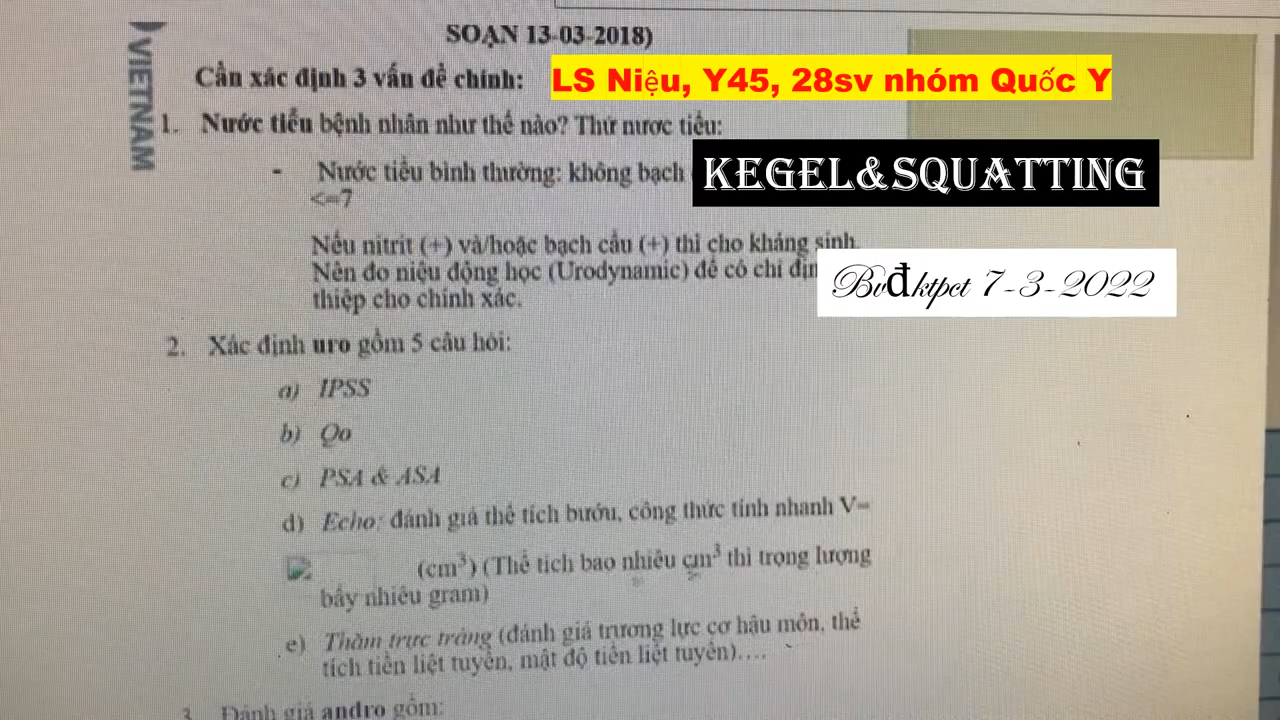 VIETNAM
SOẠN 13-03-2018)
Cần xác định 3 vấn đề chính:
LS Niệu, Y45, 28sv nhóm Quốc Y
1. Nước tiểu bệnh nhân như thế nào? Thử nươc tiểu:
- Nước tiểu bình thường: không bạch
KEGEL&SQUATTING
<=7
Nếu nitrit (+) và/hoặc bạch cầu (+) thì cho kháng sinh.
Nên đo niệu động học (Urodynamic) để có chỉ
Bvđktpct 7-3-2022
thiệp cho chính xác.
2. Xác định uro gồm 5 câu hỏi:
a) IPSS
b) Qo
c) PSA & ASA
d) Echo: đánh giá thể tích bướu, công thức tính nhanh V=
(cm³) (Thể tích bao nhiêu cm³ thì trọng lượng
bấy nhiêu gram)
e) Thăm trực tràng (đánh giá trương lực cơ hậu môn, thể
tích tiền liệt tuyến, mật độ tiền liệt tuyến)….
3. Đánh giá andro gồm: